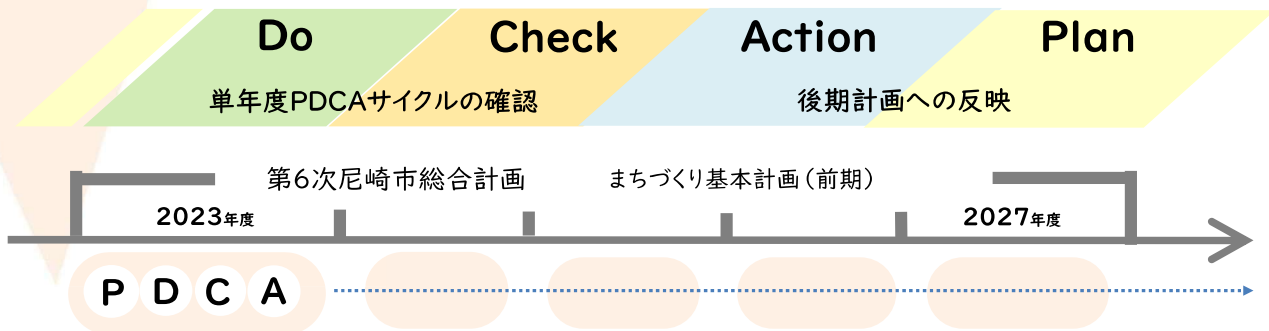 Do Check Action Plan
単年度PDCAサイクルの確認 後期計画への反映
第6次尼崎市総合計画 まちづくり基本計画（前期）
2023年度 2027年度
P D C A